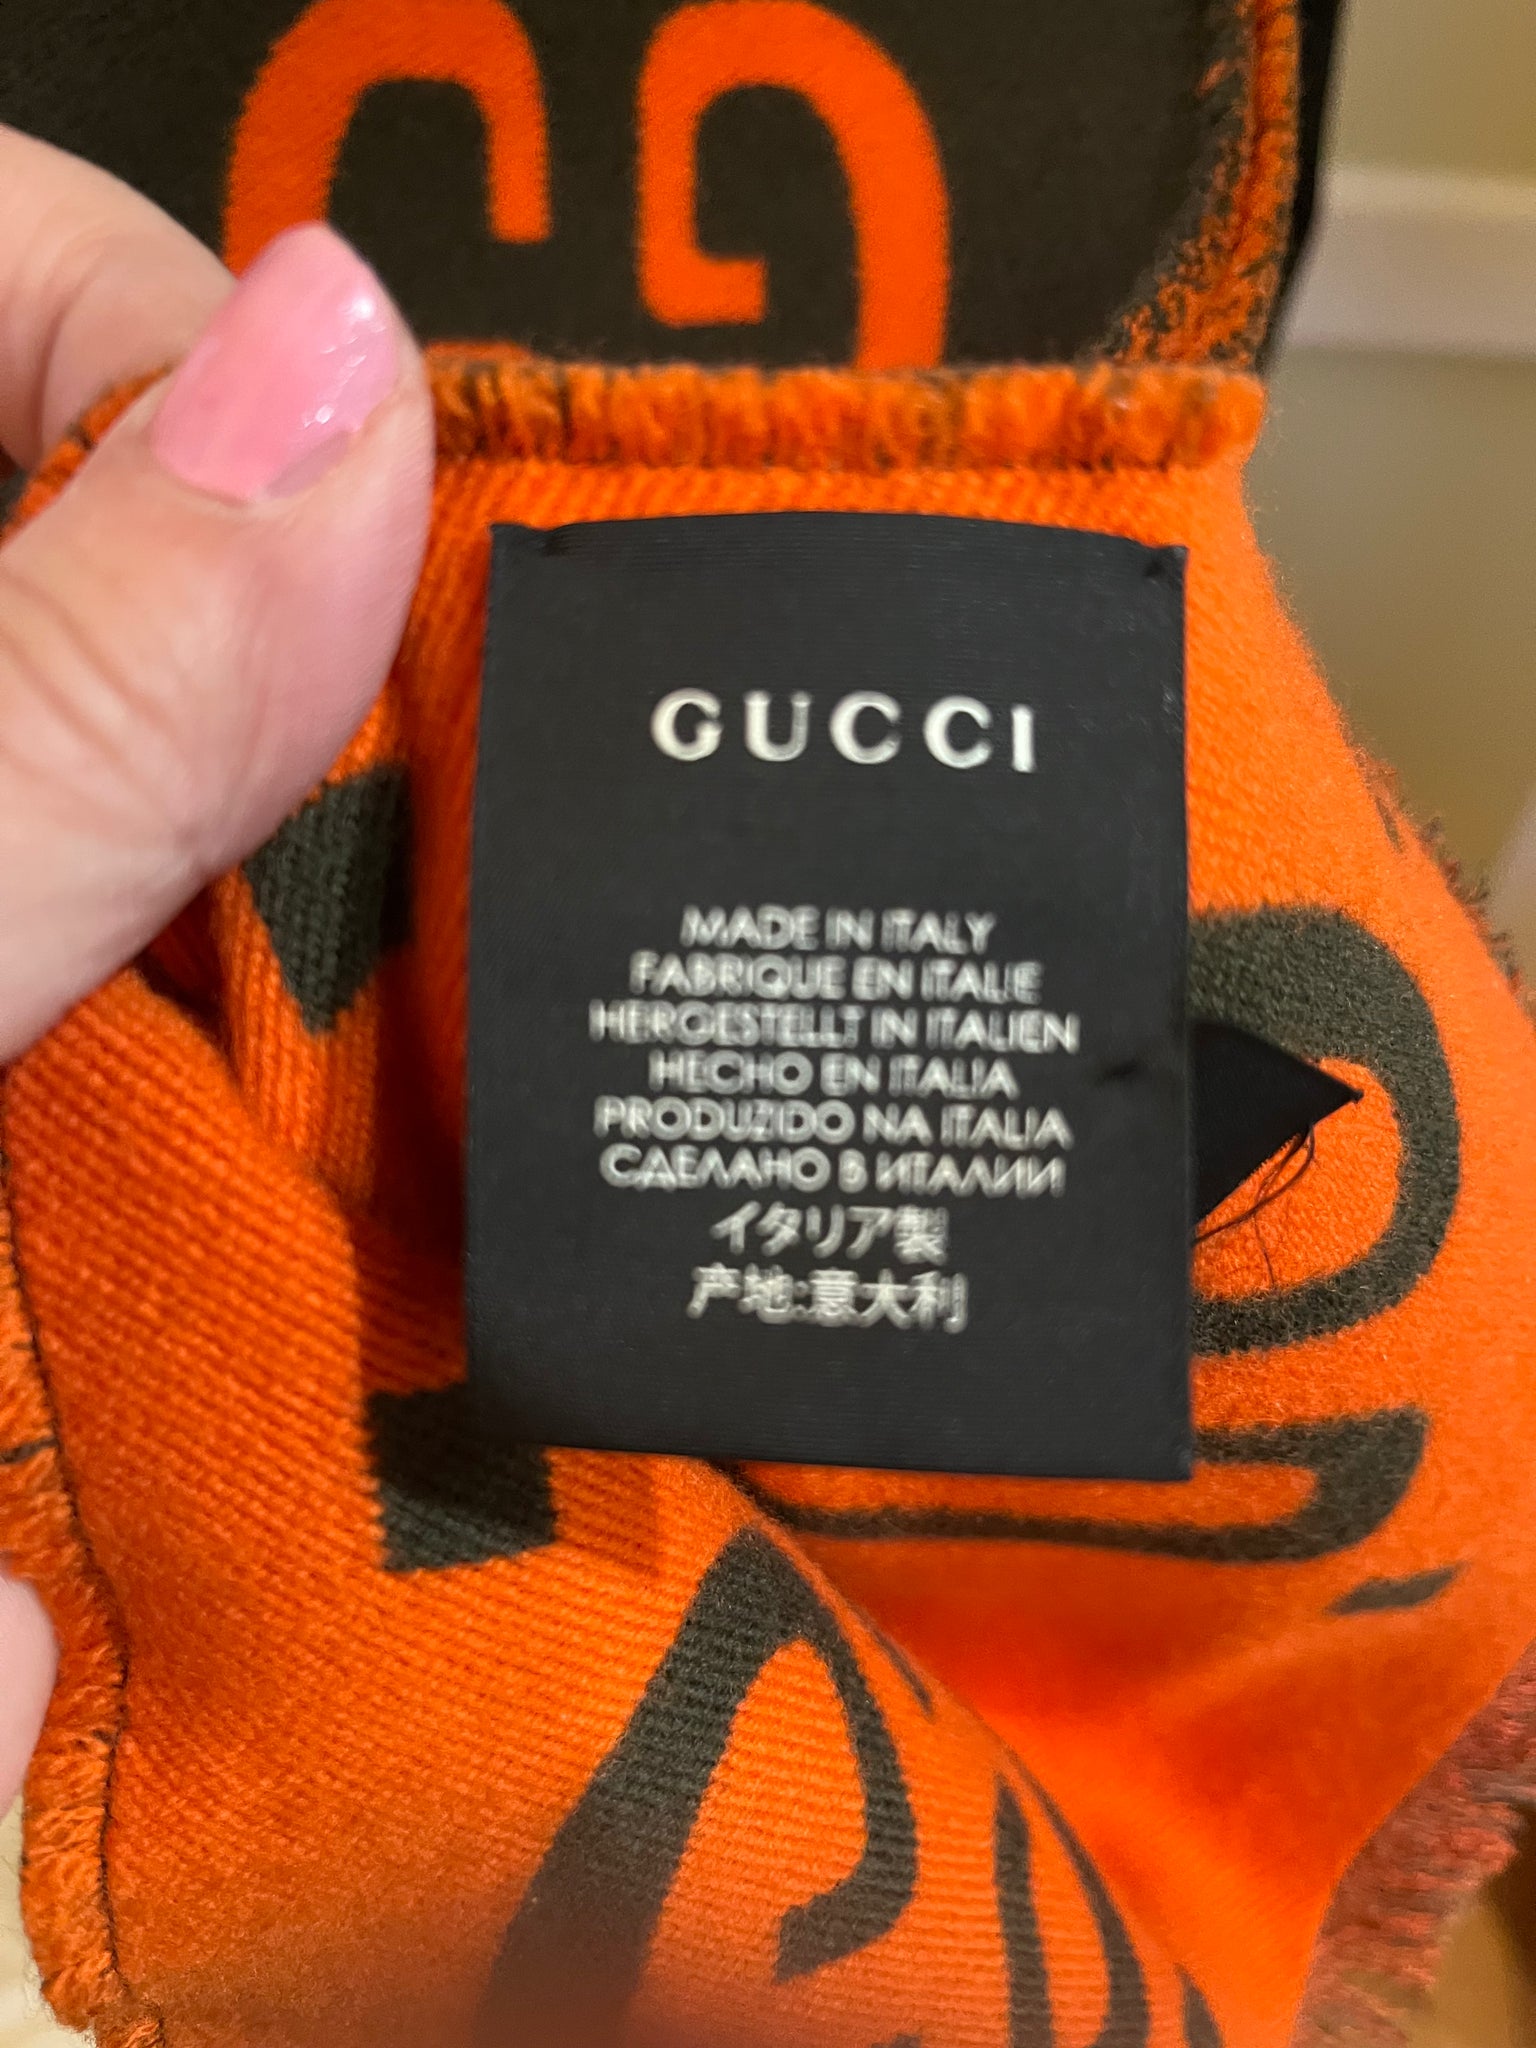 GUCCI
MADE IN ITALY
FABRIQUE EN ITALIE
HERGESTELLT IN ITALIEN
HECHO EN ITALIA
PRODUZIDO NA ITALIA
СДЕЛАНО В ИТАЛИИ
イタリア製
产地:意大利